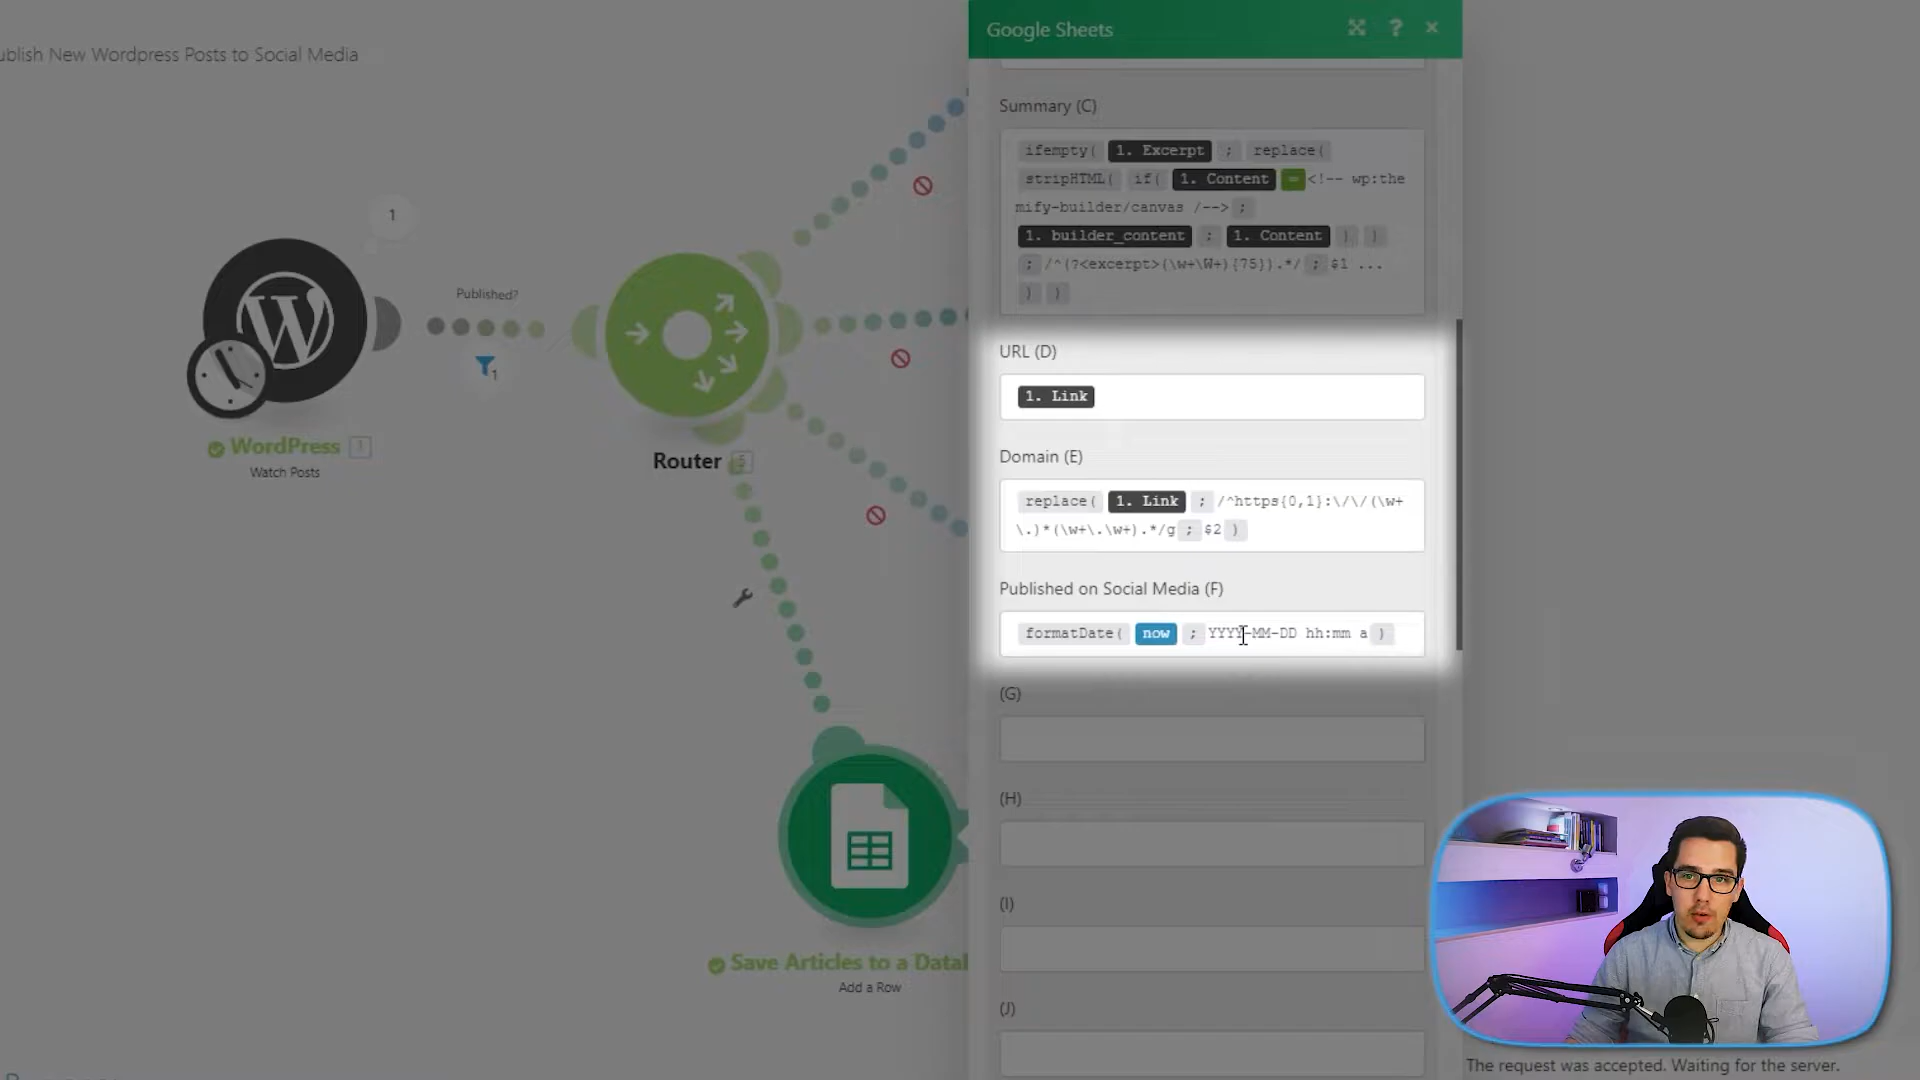 ublish New Wordpress Posts to Social Media
Google Sheets
?
Summary (C)
ifempty( 1. Excerpt ; replace(
stripHTML( if( 1. Content = <!-- wp:the
mify-builder/canvas /--> ;
1. builder_content ; 1. Content ) )
; /^(?<excerpt>(\w+\W+){75}).*/ ; $1 ...
) )
1
Published?
1
WordPress 1
Watch Posts
Router 5
URL (D)
1. Link
Domain (E)
replace( 1. Link ; /^https{0,1}:\/\/(\w+
\.)*(\w+\.\w+).*/g ; $2 )
Published on Social Media (F)
formatDate( now ; YYYY-MM-DD hh:mm a )
(G)
(H)
(I)
(J)
Save Articles to a Datal
Add a Row
The request was accepted. Waiting for the server.